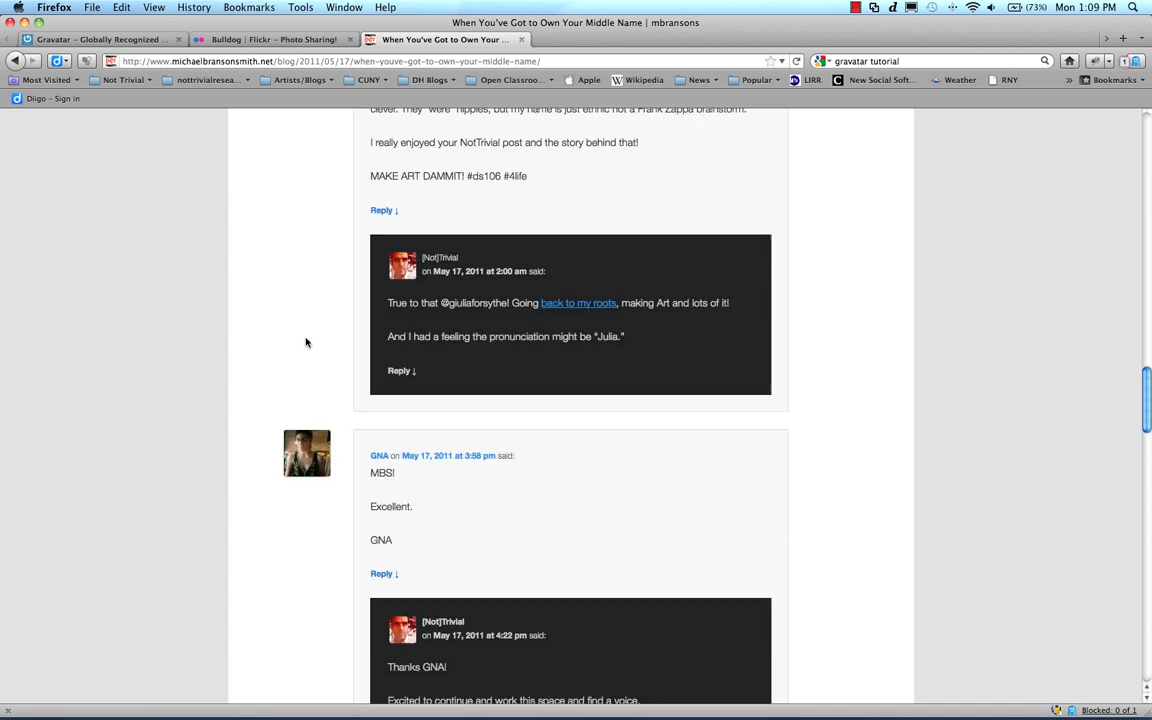 Firefox File Edit View History Bookmarks Tools Window Help (73%) Mon 1:09 PM
When You've Got to Own Your Middle Name | mbransons
Gravatar – Globally Recognized ... Bulldog | Flickr – Photo Sharing! When You've Got to Own Your ...
http://www.michaelbransonsmith.net/blog/2011/05/17/when-youve-got-to-own-your-middle-name/ gravatar tutorial
Most Visited Not Trivial nottrivialresea... Artists/Blogs CUNY DH Blogs Open Classroo... Apple Wikipedia News Popular LIRR New Social Soft... Weather RNY » Bookmarks
Diigo – Sign in
clever. They *were* hippies, but my name is just ethnic not a Frank Zappa brainstorm.
I really enjoyed your NotTrivial post and the story behind that!
MAKE ART DAMMIT! #ds106 #4life
Reply ↓
[Not]Trivial
on May 17, 2011 at 2:00 am said:
True to that @giuliaforsythe! Going back to my roots, making Art and lots of it!
And I had a feeling the pronunciation might be "Julia."
Reply ↓
GNA on May 17, 2011 at 3:58 pm said:
MBS!
Excellent.
GNA
Reply ↓
[Not]Trivial
on May 17, 2011 at 4:22 pm said:
Thanks GNA!
Excited to continue and work this space and find a voice.
Blocked: 0 of 1